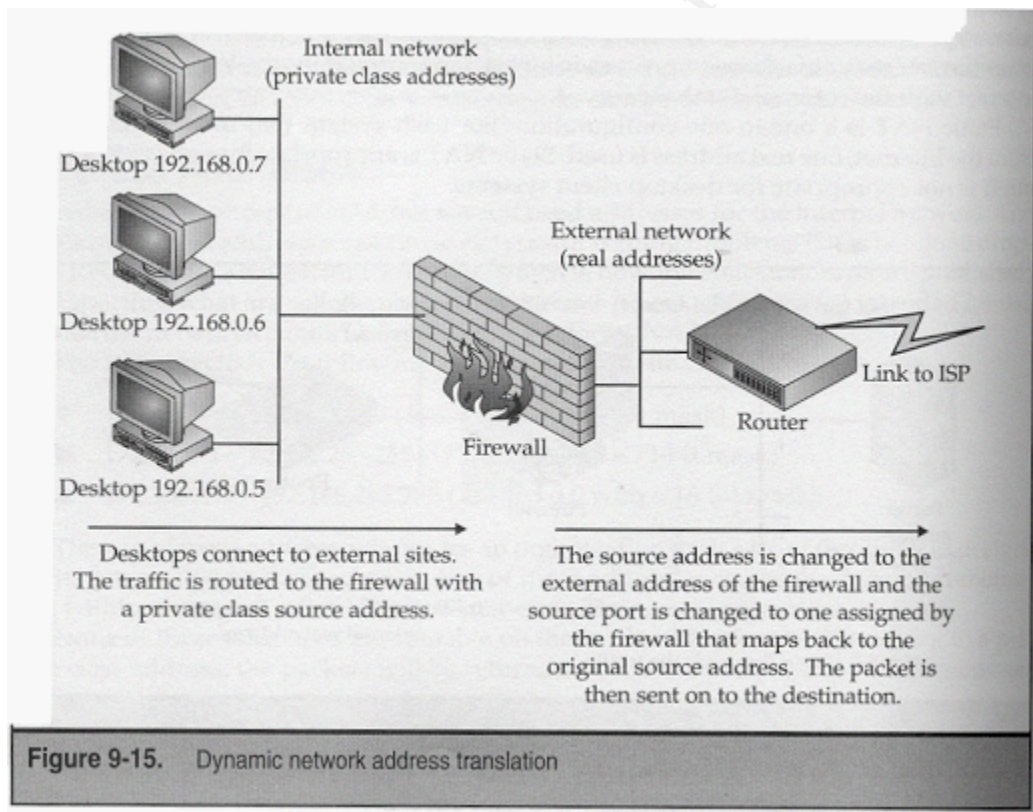 Internal network
(private class addresses)
Desktop 192.168.0.7
Desktop 192.168.0.6
Desktop 192.168.0.5
External network
(real addresses)
Firewall
Router
Link to ISP
Desktops connect to external sites.
The traffic is routed to the firewall with
a private class source address.
The source address is changed to the
external address of the firewall and the
source port is changed to one assigned by
the firewall that maps back to the
original source address. The packet is
then sent on to the destination.
Figure 9-15. Dynamic network address translation